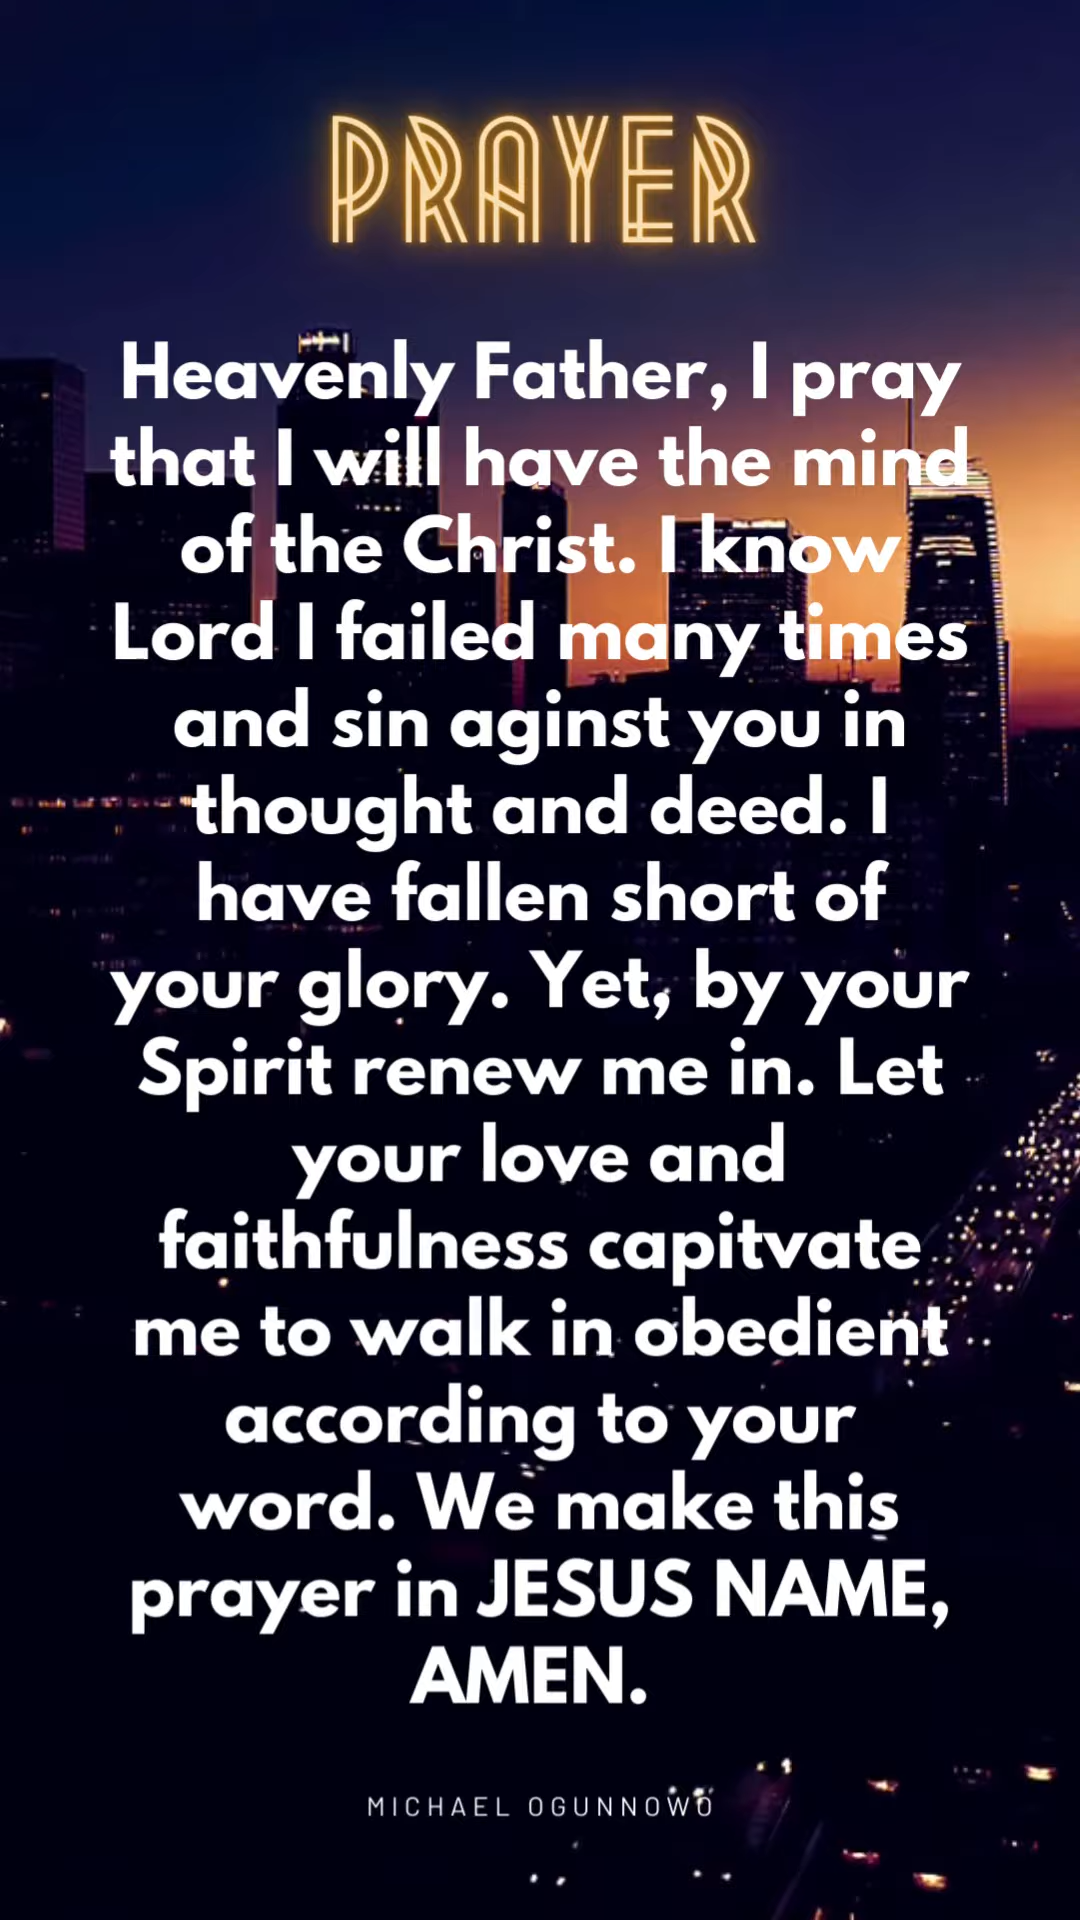 PRAYER
Heavenly Father, I pray
that I will have the mind
of the Christ. I know
Lord I failed many times
and sin aginst you in
thought and deed. I
have fallen short of
your glory. Yet, by your
Spirit renew me in. Let
your love and
faithfulness capitvate
me to walk in obedient
according to your
word. We make this
prayer in JESUS NAME,
AMEN.
MICHAEL OGUNNOWO